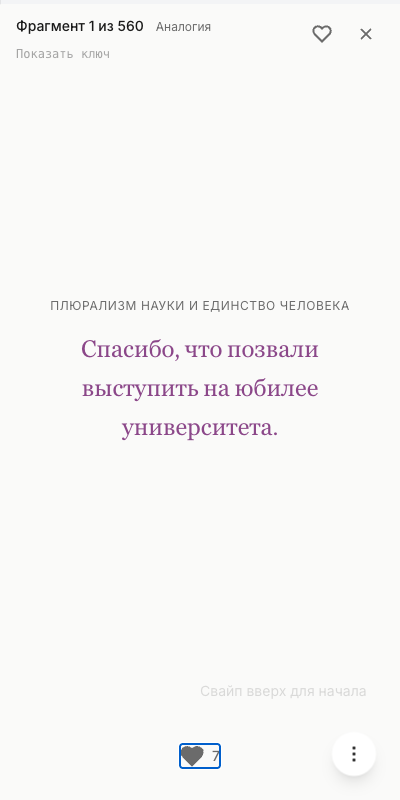 Фрагмент 1 из 560 Аналогия
Показать ключ
ПЛЮРАЛИЗМ НАУКИ И ЕДИНСТВО ЧЕЛОВЕКА
Спасибо, что позвали
выступить на юбилее
университета.
Свайп вверх для начала
7